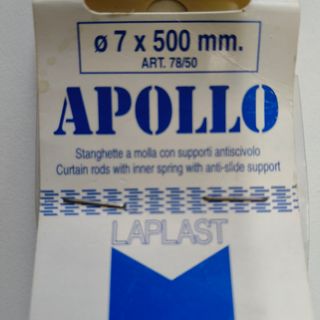 ø 7 x 500 mm.
ART. 78/50
APOLLO
Stanghette a molla con supporti antiscivolo
Curtain rods with inner spring with anti-slide support
LAPLAST